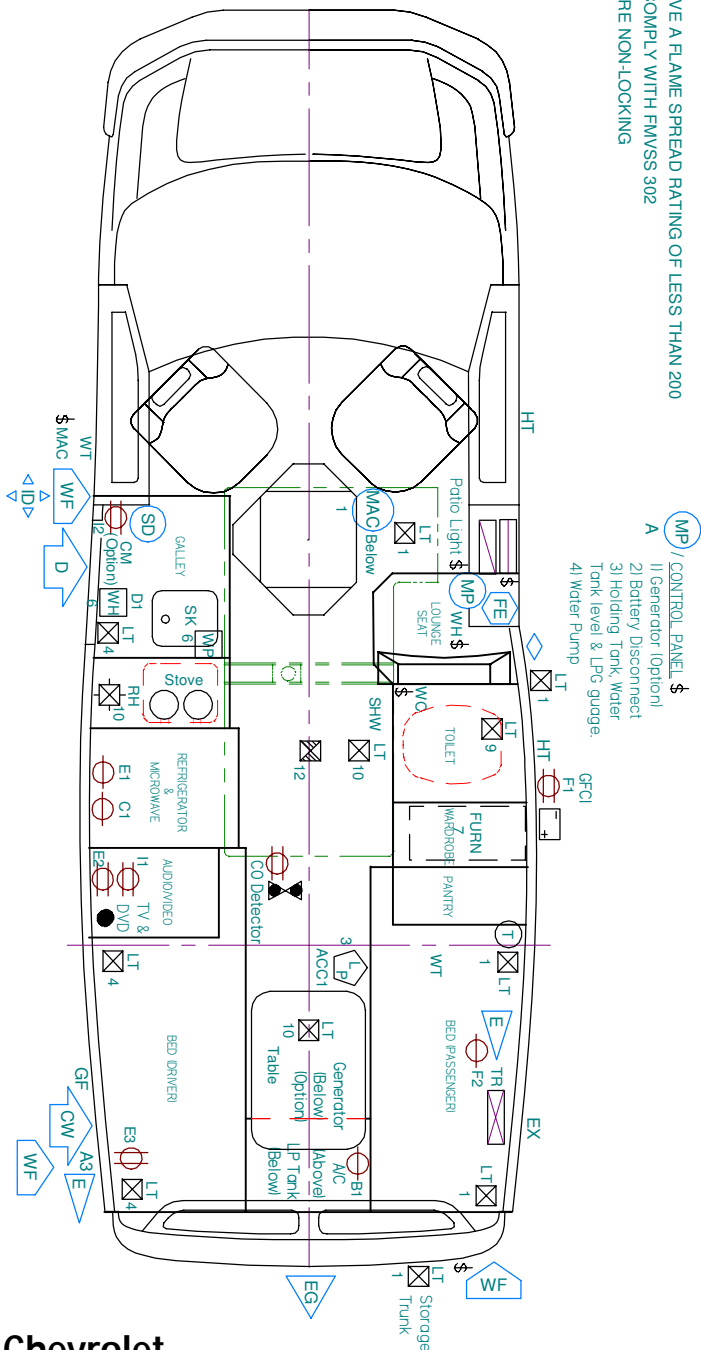 VE A FLAME SPREAD RATING OF LESS THAN 200
COMPLY WITH FMVSS 302
RE NON-LOCKING
MP / CONTROL PANEL $
A
1) Generator (Option)
2) Battery Disconnect
3) Holding Tank, Water
Tank level & LPG guage.
4) Water Pump
HT
$ MAC
WT
WF
ID
D
SD
I2
CM
(Option)
GALLEY
WH
D1
6
LT
4
SK
6
WP
MAC
Below
1
LT
1
Patio Light $
$
MP
FE
LOUNGE
SEAT
WH $
LT
1
RH
10
Stove
$
WC
SHW
TOILET
LT
9
LT
10
12
HT
GFCI
F1
- +
E1
C1
REFRIGERATOR
&
MICROWAVE
FURN
7
WARDROBE
PANTRY
CO Detector
E2
I1
AUDIO/VIDEO
TV &
DVD
T
LT
1
LT
4
3
LP
ACC1
WT
E
BED (PASSENGER)
F2
TR
EX
LT
10
Table
Generator
(Below)
(Option)
BED (DRIVER)
GF
CW
A3
E
WF
E3
LT
4
A/C
(Above)
LP Tank
(Below)
B1
LT
1
EG
LT
1
Storage
Trunk
$
WF
Chevrolet